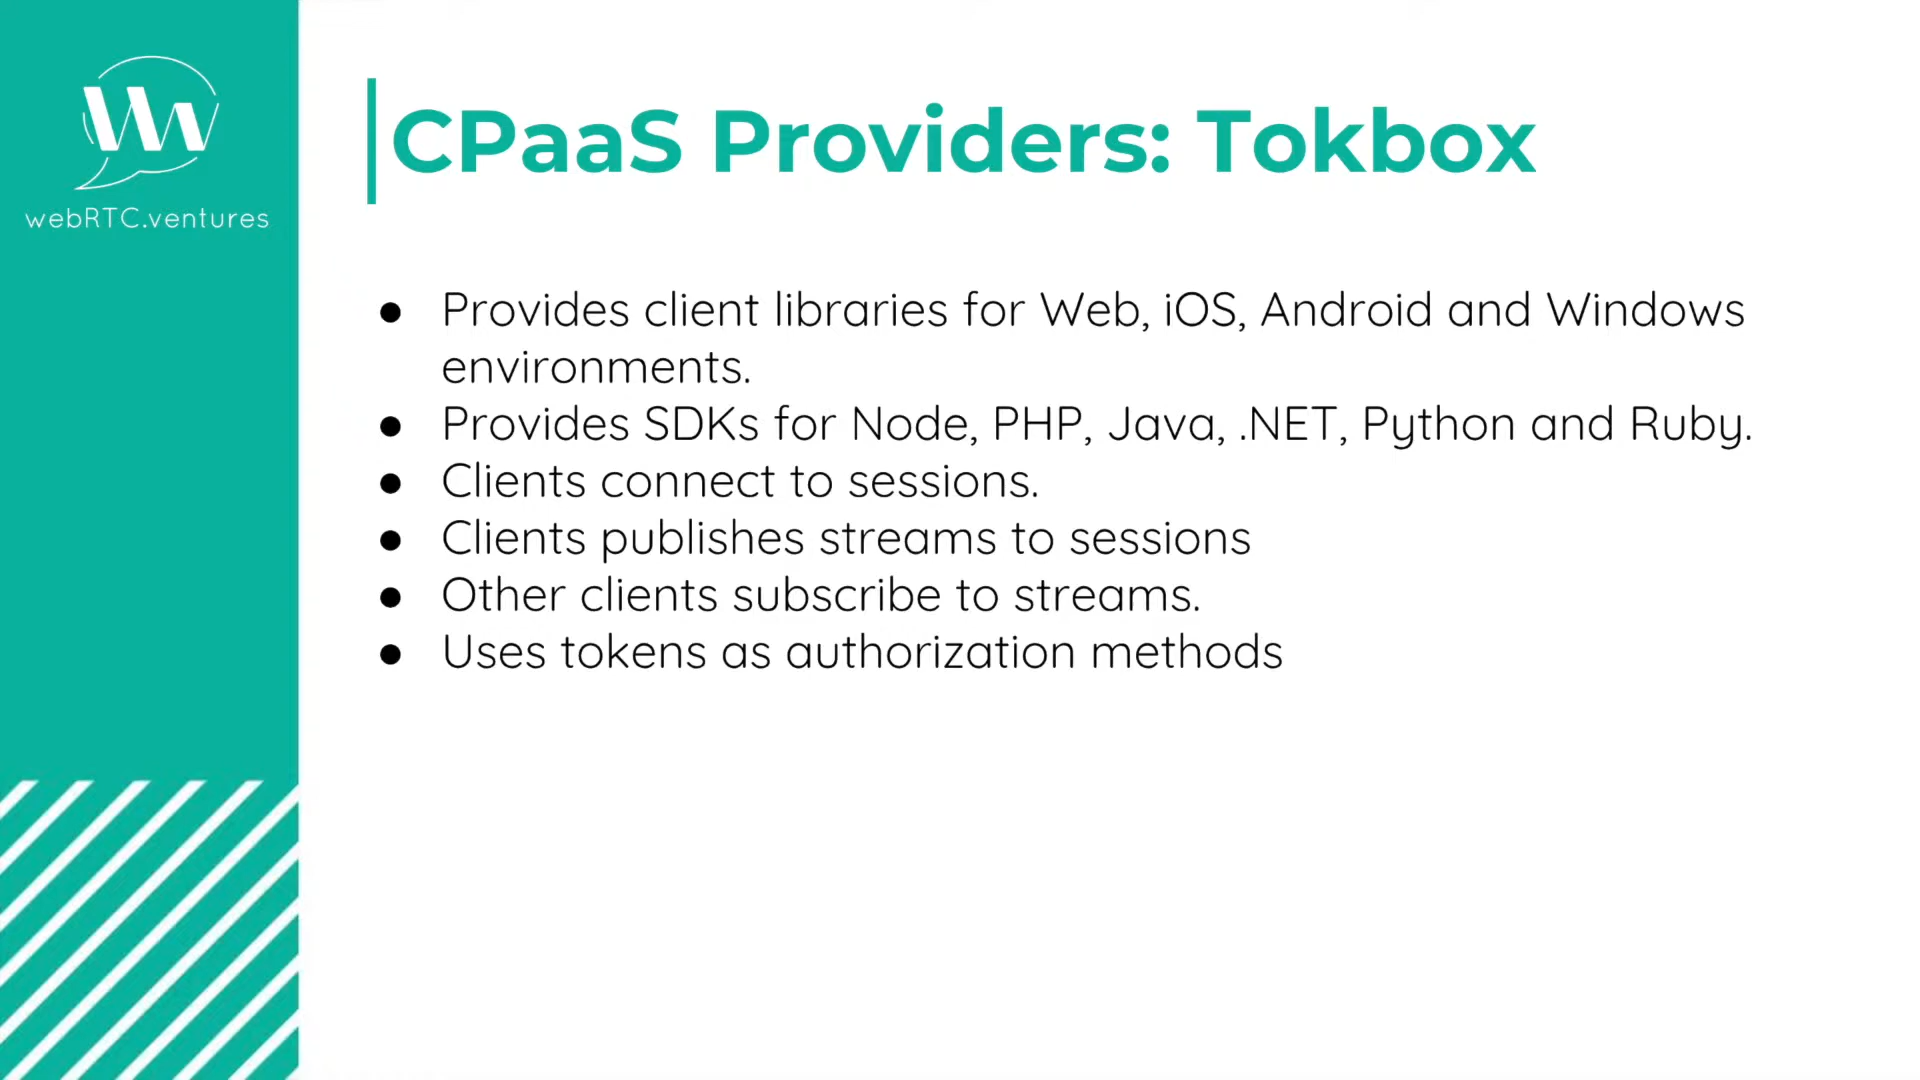 webRTC.ventures
CPaaS Providers: Tokbox
● Provides client libraries for Web, iOS, Android and Windows
environments.
● Provides SDKs for Node, PHP, Java, .NET, Python and Ruby.
● Clients connect to sessions.
● Clients publishes streams to sessions
● Other clients subscribe to streams.
● Uses tokens as authorization methods